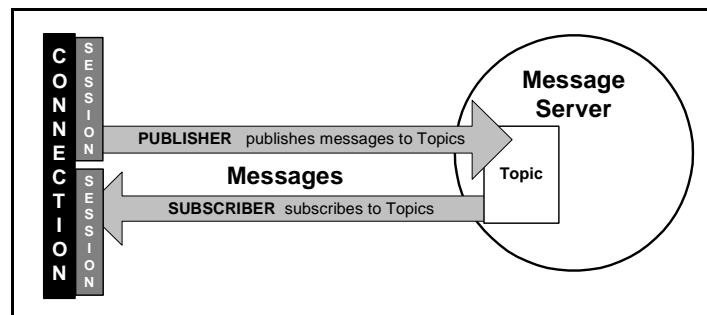 CONNECTION
SESSION
SESSION
Message
Server
PUBLISHER publishes messages to Topics
Topic
Messages
SUBSCRIBER subscribes to Topics